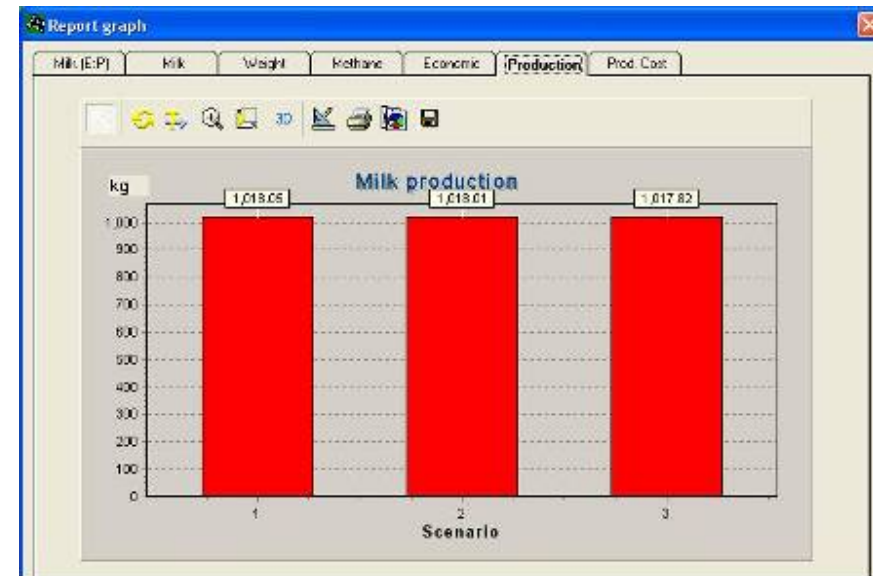 Report graph
Milk (E:P) Milk Weight Methane Economic Production Prod. Cost
3D
Milk production
kg
1,018.05 1,018.01 1,017.82
1,000
900
800
700
600
500
400
300
200
100
0
1 2 3
Scenario